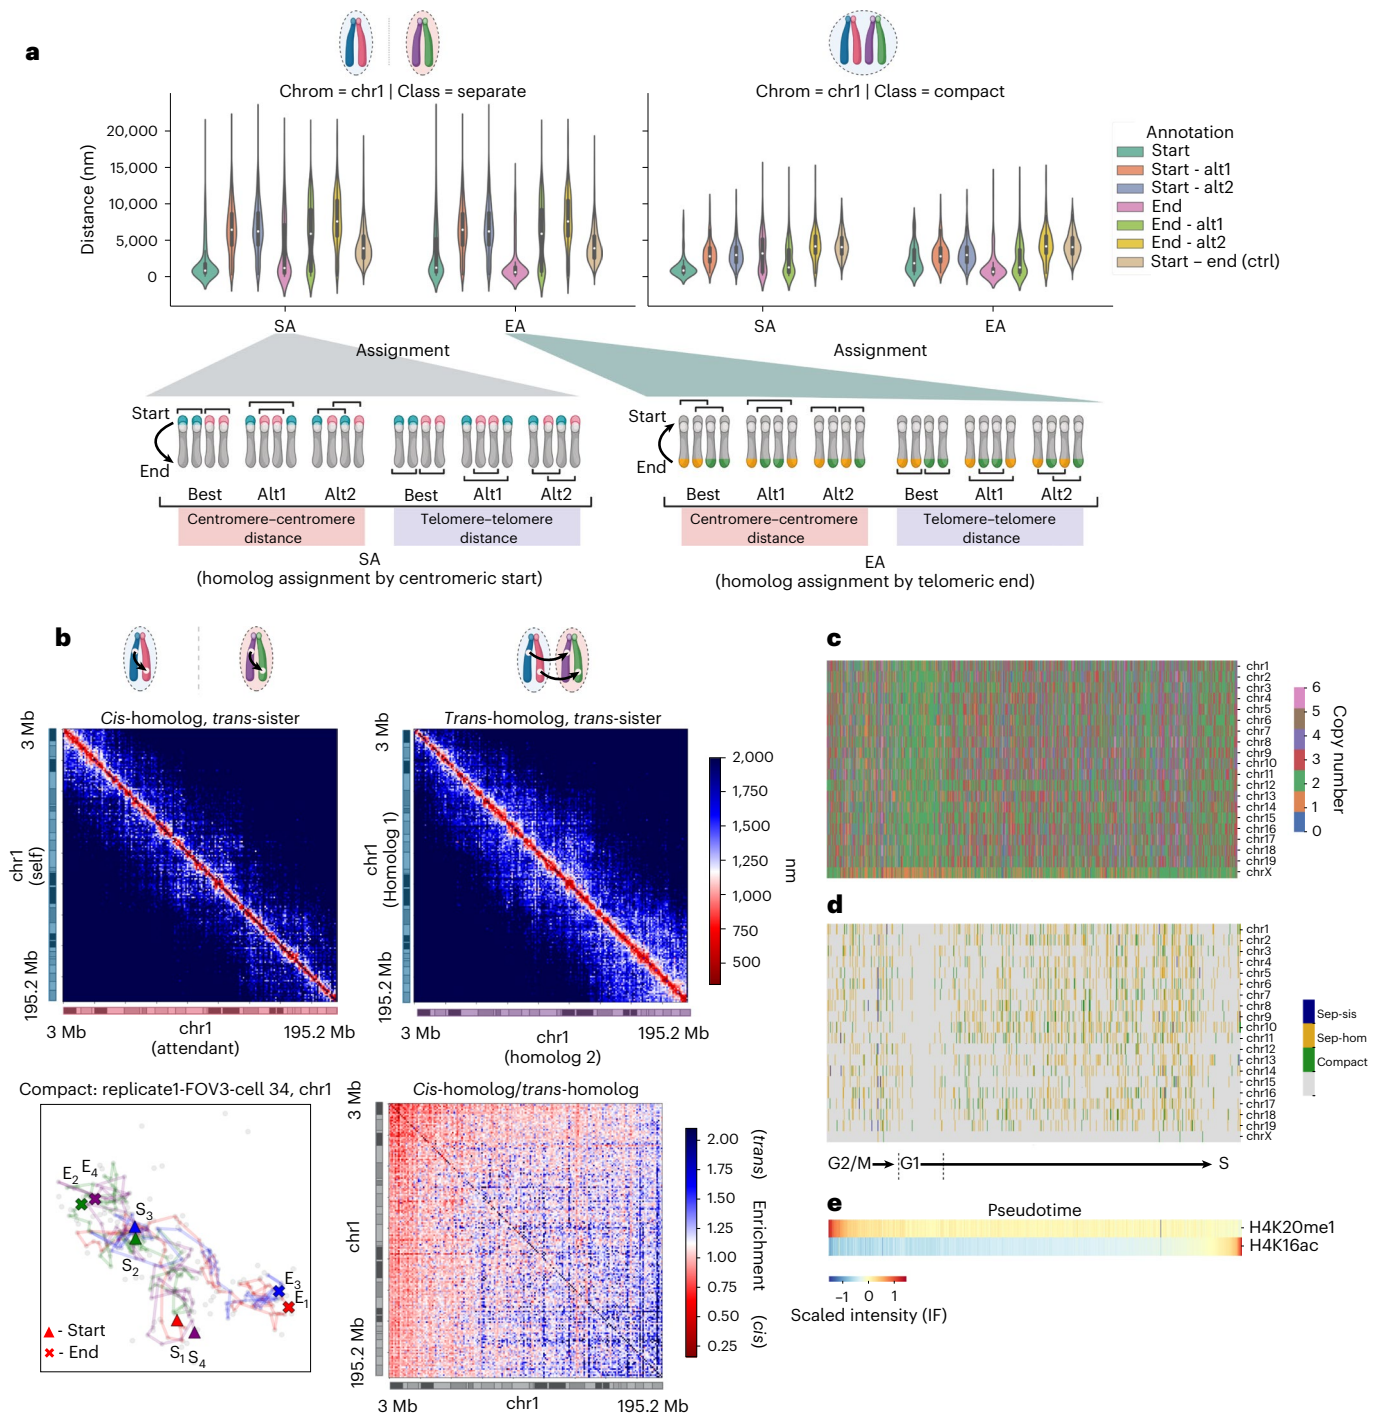 a
Chrom = chr1 | Class = separate
Chrom = chr1 | Class = compact
Distance (nm)
20,000
15,000
10,000
5,000
0
SA
EA
SA
EA
Assignment
Assignment
Annotation
Start
Start - alt1
Start - alt2
End
End - alt1
End - alt2
Start – end (ctrl)
Start
End
Best
Alt1
Alt2
Best
Alt1
Alt2
Centromere–centromere
distance
Telomere–telomere
distance
SA
(homolog assignment by centromeric start)
Start
End
Best
Alt1
Alt2
Best
Alt1
Alt2
Centromere–centromere
distance
Telomere–telomere
distance
EA
(homolog assignment by telomeric end)
b
Cis-homolog, trans-sister
3 Mb
chr1
(self)
195.2 Mb
3 Mb
chr1
(attendant)
195.2 Mb
Trans-homolog, trans-sister
3 Mb
chr1
(Homolog 1)
195.2 Mb
3 Mb
chr1
(homolog 2)
195.2 Mb
2,000
1,750
1,500
1,250
1,000
750
500
nm
Compact: replicate1-FOV3-cell 34, chr1
E2
E4
S3
S2
E3
E1
S1
S4
- Start
- End
Cis-homolog/trans-homolog
3 Mb
chr1
195.2 Mb
3 Mb
chr1
195.2 Mb
2.00
1.75
1.50
1.25
1.00
0.75
0.50
0.25
(trans)
Enrichment
(cis)
c
chr1
chr2
chr3
chr4
chr5
chr6
chr7
chr8
chr9
chr10
chr11
chr12
chr13
chr14
chr15
chr16
chr17
chr18
chr19
chrX
6
5
4
3
2
1
0
Copy number
d
chr1
chr2
chr3
chr4
chr5
chr6
chr7
chr8
chr9
chr10
chr11
chr12
chr13
chr14
chr15
chr16
chr17
chr18
chr19
chrX
Sep-sis
Sep-hom
Compact
G2/M
G1
S
e
Pseudotime
H4K20me1
H4K16ac
–1
0
1
Scaled intensity (IF)